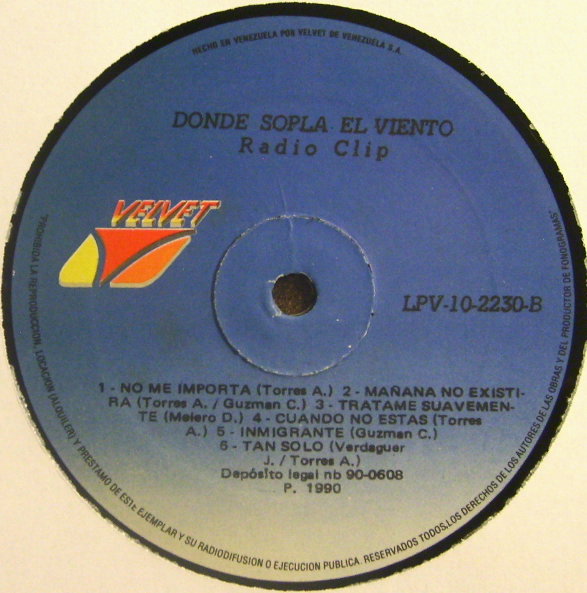 HECHO EN VENEZUELA POR VELVET DE VENEZUELA S.A.
DONDE SOPLA EL VIENTO
Radio Clip
VELVET
LPV-10-2230-B
1 - NO ME IMPORTA (Torres A.) 2 - MAÑANA NO EXISTI-
RA (Torres A. / Guzman C.) 3 - TRATAME SUAVEMEN-
TE (Melero D.) 4 - CUANDO NO ESTAS (Torres
A.) 5 - INMIGRANTE (Guzman C.)
6 - TAN SOLO (Verdaguer
J. / Torres A.)
Depósito legal nb 90-0608
P. 1990
"PROHIBIDA LA REPRODUCCION, LOCACION (ALQUILER) Y PRESTAMO DE ESTE EJEMPLAR Y SU RADIODIFUSION O EJECUCION PUBLICA. RESERVADOS TODOS LOS DERECHOS DE LOS AUTORES DE LAS OBRAS Y DEL PRODUCTOR DE FONOGRAMAS"